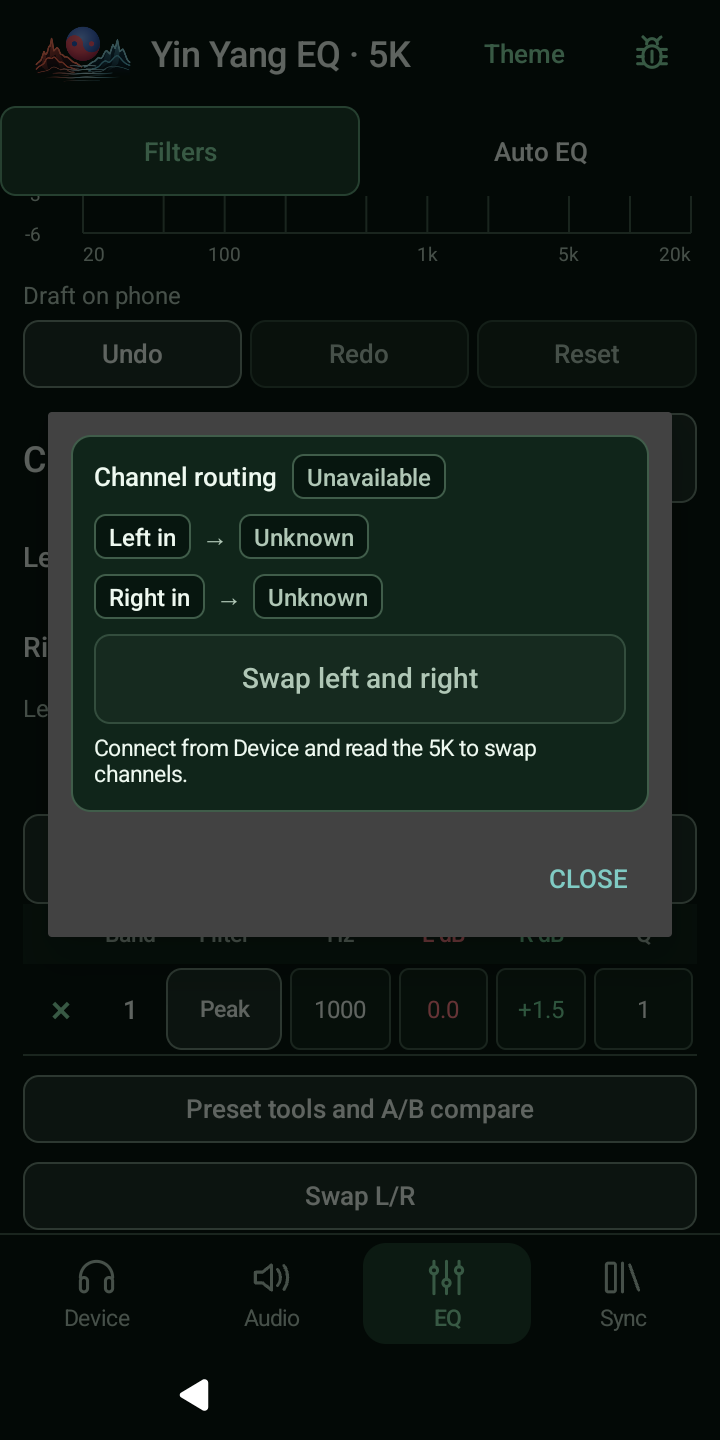 Yin Yang EQ · 5K
Theme
Filters
Auto EQ
-6
20
100
1k
5k
20k
Draft on phone
Undo
Redo
Reset
Channel routing
Unavailable
Left in → Unknown
Right in → Unknown
Swap left and right
Connect from Device and read the 5K to swap
channels.
CLOSE
1
Peak
1000
0.0
+1.5
1
Preset tools and A/B compare
Swap L/R
Device
Audio
EQ
Sync